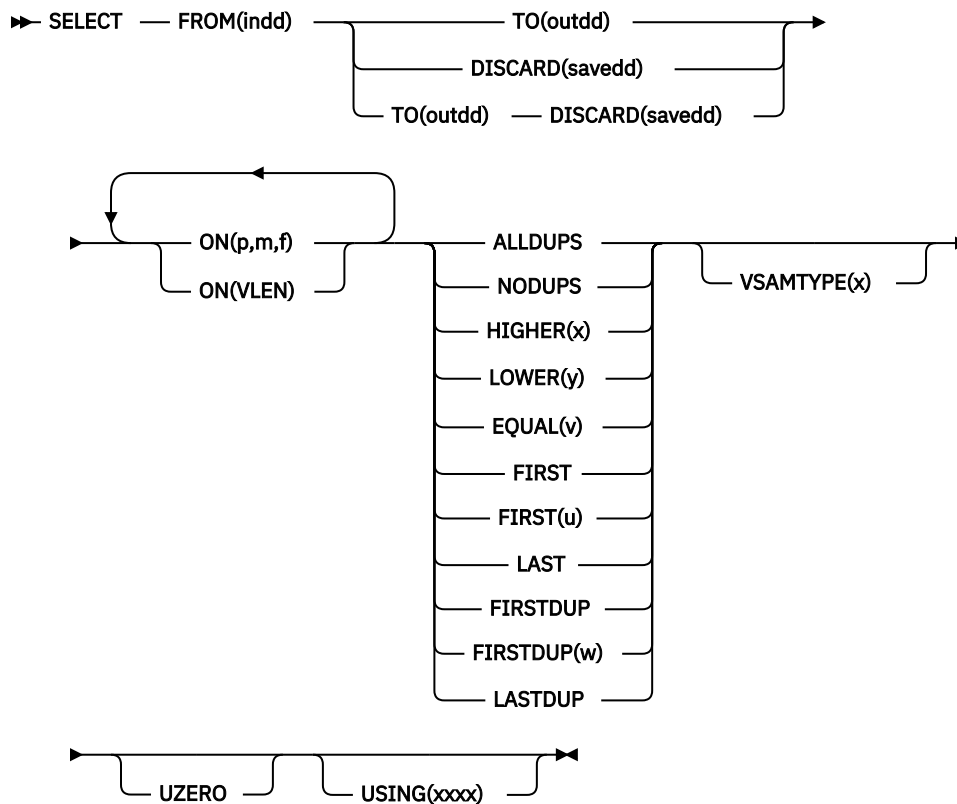 SELECT FROM(indd) TO(outdd)
DISCARD(savedd)
TO(outdd) DISCARD(savedd)
ON(p,m,f) ALLDUPS
ON(VLEN) NODUPS VSAMTYPE(x)
HIGHER(x)
LOWER(y)
EQUAL(v)
FIRST
FIRST(u)
LAST
FIRSTDUP
FIRSTDUP(w)
LASTDUP
UZERO USING(xxxx)